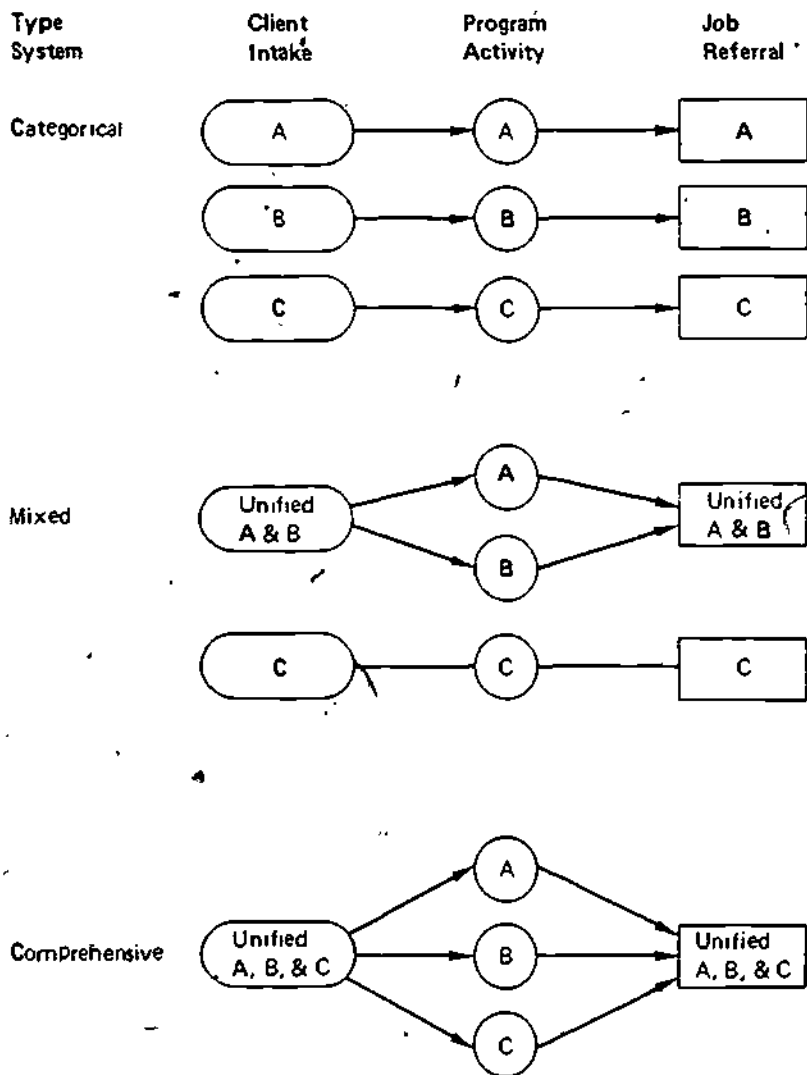 Type System
Client Intake
Program Activity
Job Referral
Categorical
A
A
A
B
B
B
C
C
C
Mixed
Unified
A & B
A
B
Unified
A & B
C
C
C
Comprehensive
Unified
A, B, & C
A
B
C
Unified
A, B, & C